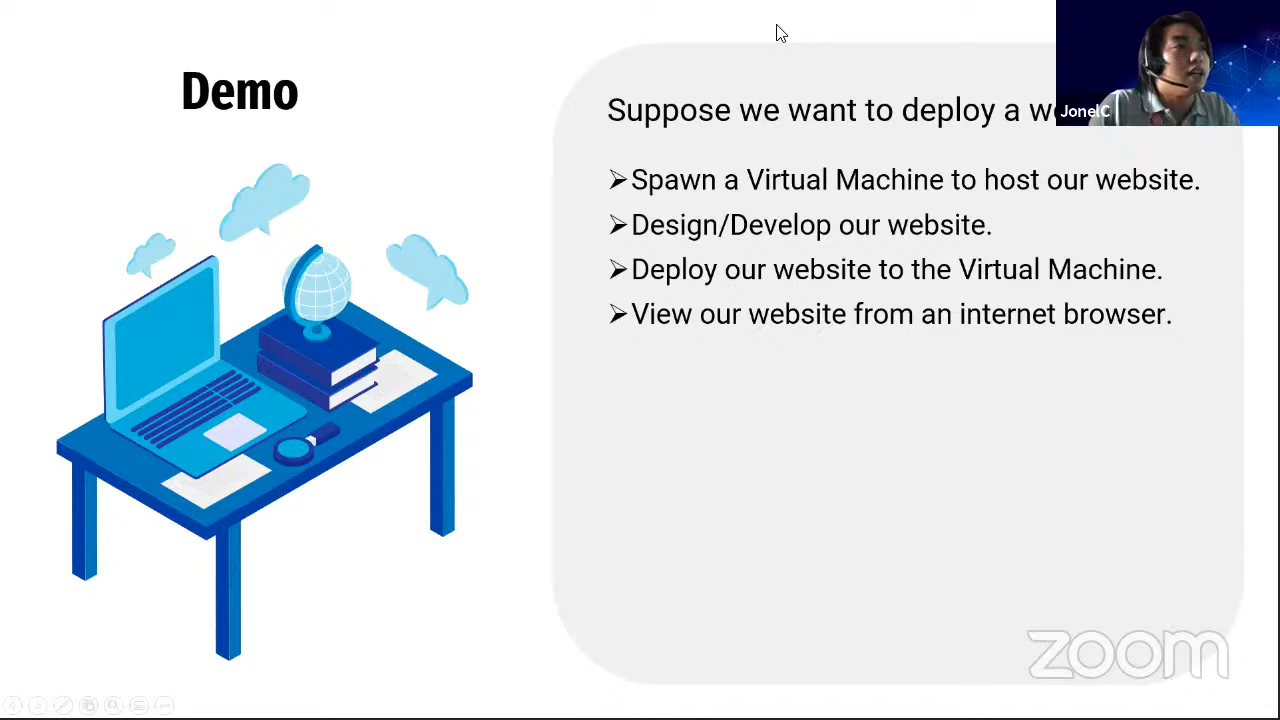 Demo
Suppose we want to deploy a
JonelC
➢Spawn a Virtual Machine to host our website.
➢Design/Develop our website.
➢Deploy our website to the Virtual Machine.
➢View our website from an internet browser.
zoom